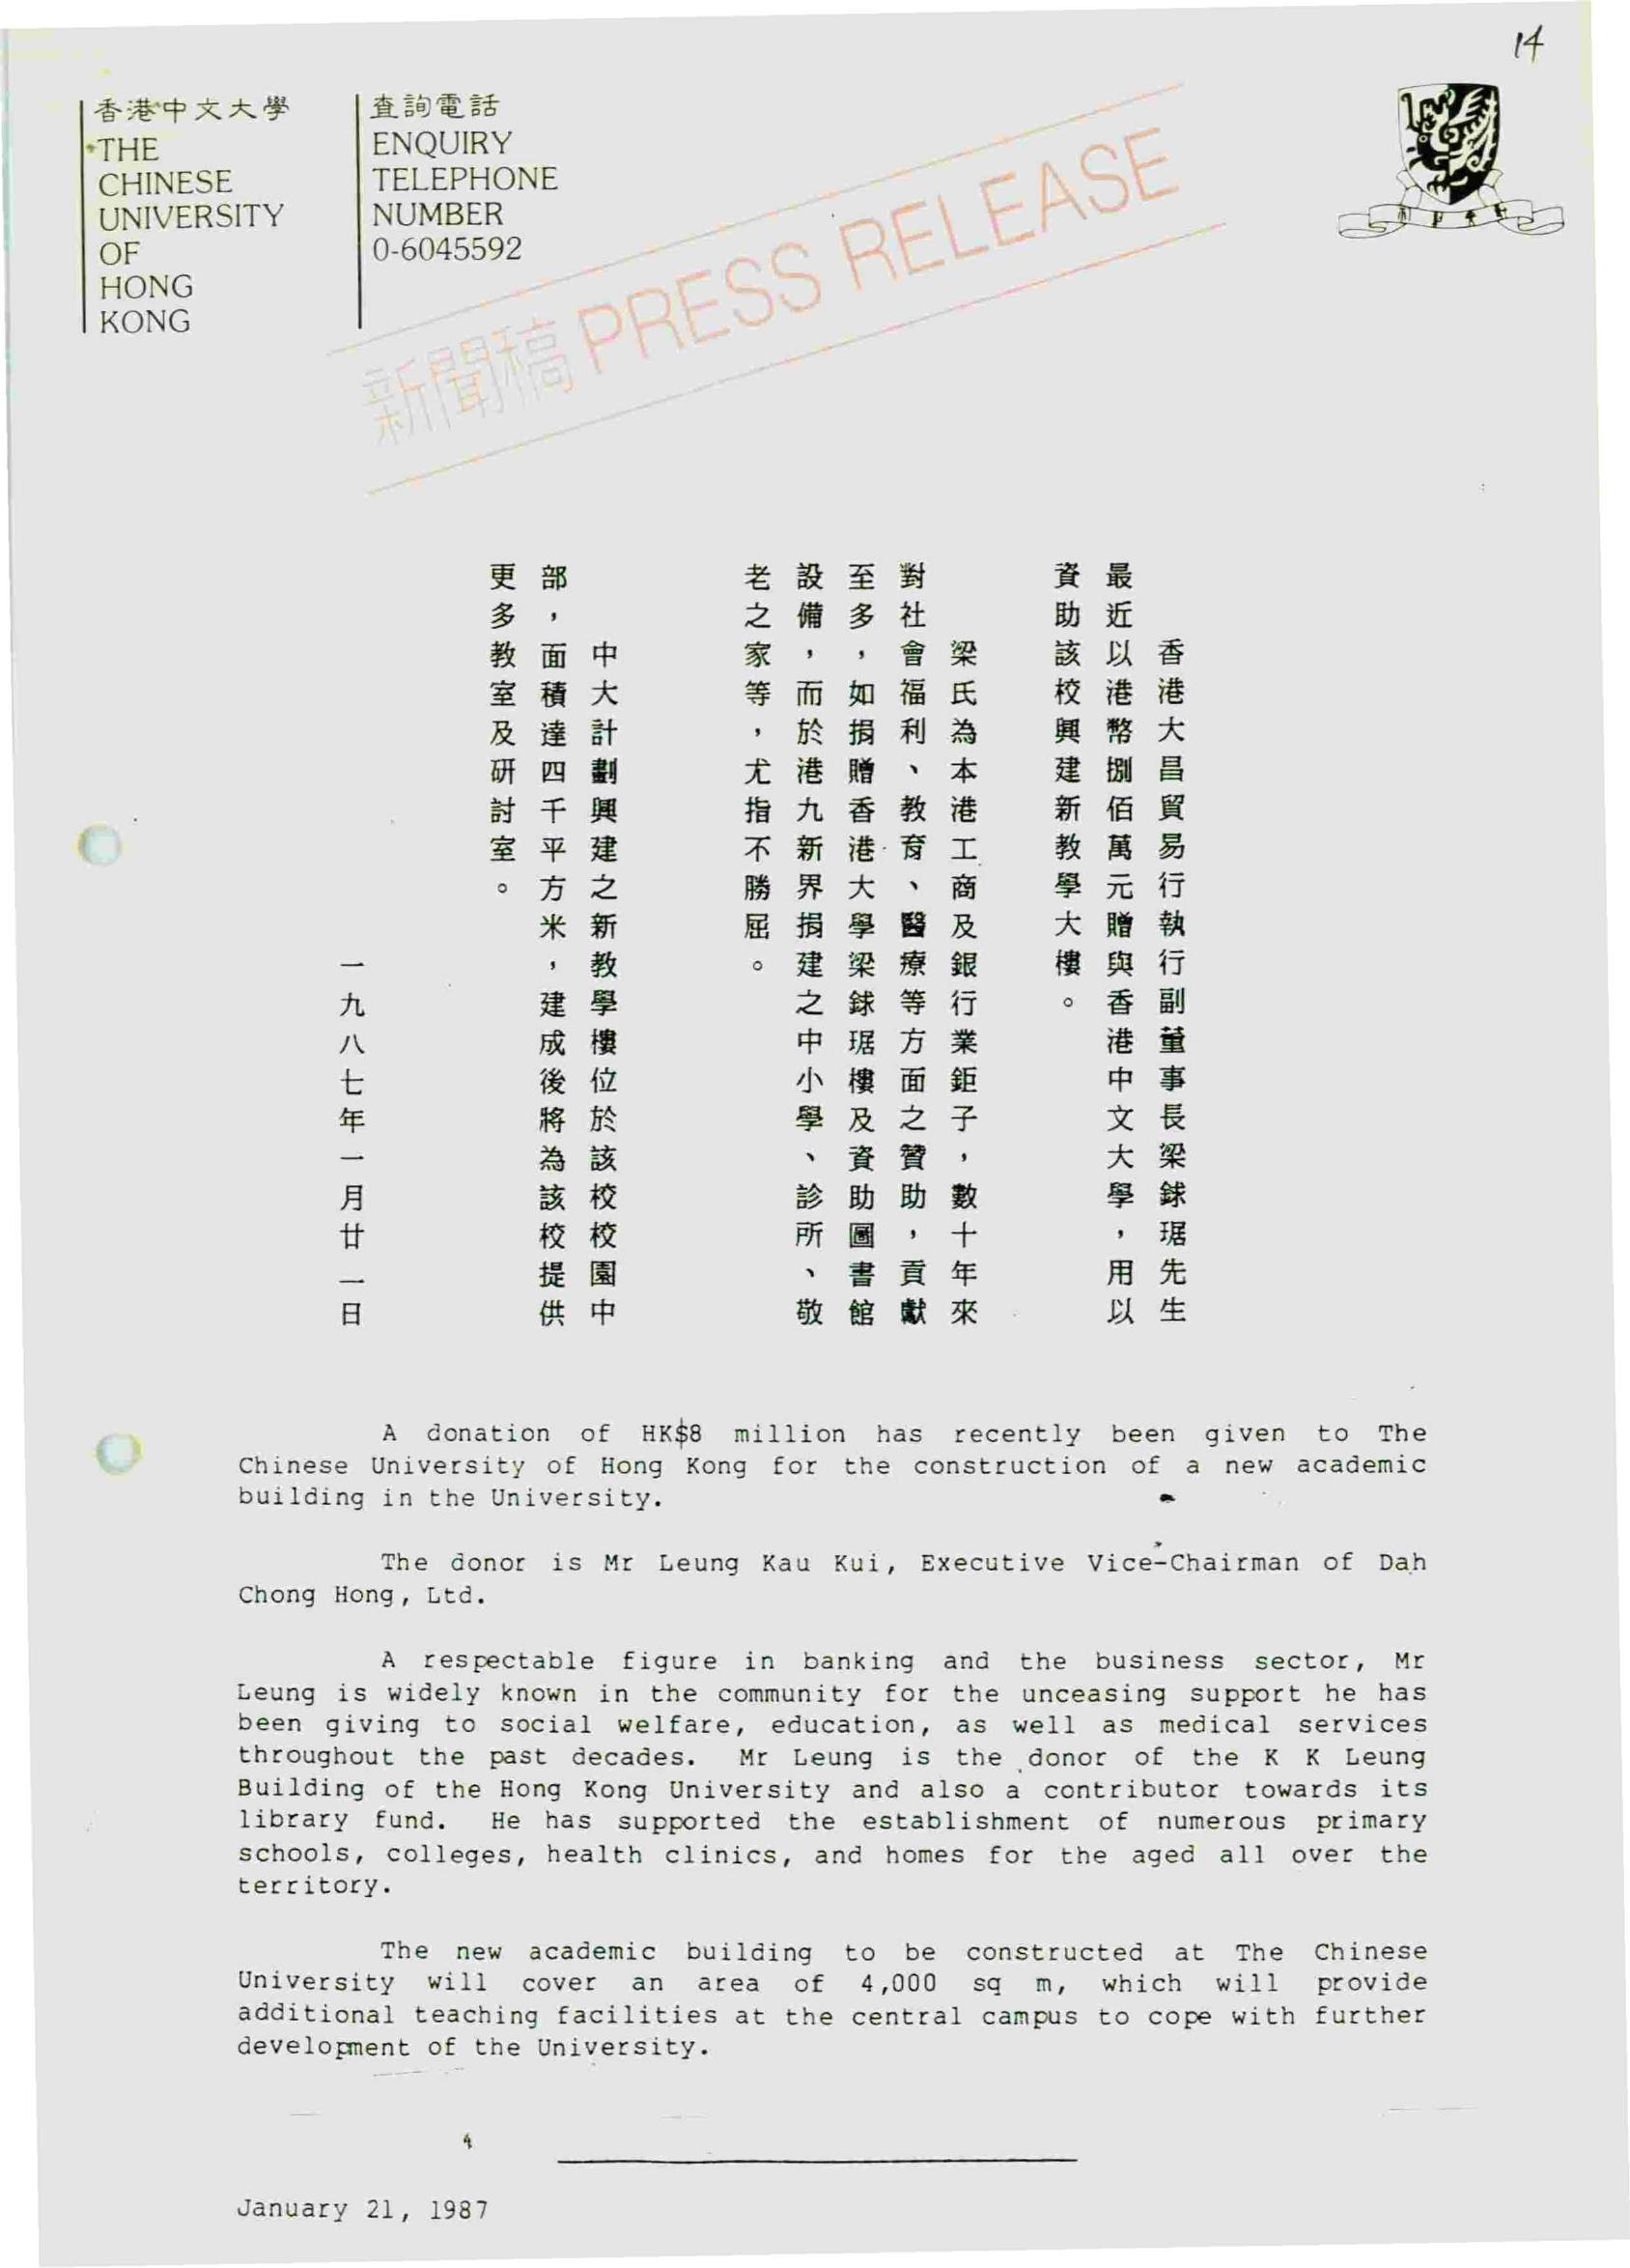 14
香港中文大學
THE
CHINESE
UNIVERSITY
OF
HONG
KONG
查詢電話
ENQUIRY
TELEPHONE
NUMBER
0-6045592
新聞稿 PRESS RELEASE
香港大昌貿易行執行副董事長梁銶琚先生
最近以港幣捌佰萬元贈與香港中文大學，用以
資助該校興建新教學大樓。
梁氏為本港工商及銀行業鉅子，數十年來
對社會福利、教育、醫療等方面之贊助，貢獻
至多，如捐贈香港大學梁銶琚樓及資助圖書館
設備，而於港九新界捐建之中小學、診所、敬
老之家等，尤指不勝屈。
中大計劃興建之新教學樓位於該校校園中
部，面積達四千平方米，建成後將為該校提供
更多教室及研討室。
一九八七年一月廿一日
A donation of HK$8 million has recently been given to The
Chinese University of Hong Kong for the construction of a new academic
building in the University.
The donor is Mr Leung Kau Kui, Executive Vice-Chairman of Dah
Chong Hong, Ltd.
A respectable figure in banking and the business sector, Mr
Leung is widely known in the community for the unceasing support he has
been giving to social welfare, education, as well as medical services
throughout the past decades. Mr Leung is the donor of the K K Leung
Building of the Hong Kong University and also a contributor towards its
library fund. He has supported the establishment of numerous primary
schools, colleges, health clinics, and homes for the aged all over the
territory.
The new academic building to be constructed at The Chinese
University will cover an area of 4,000 sq m, which will provide
additional teaching facilities at the central campus to cope with further
development of the University.
January 21, 1987